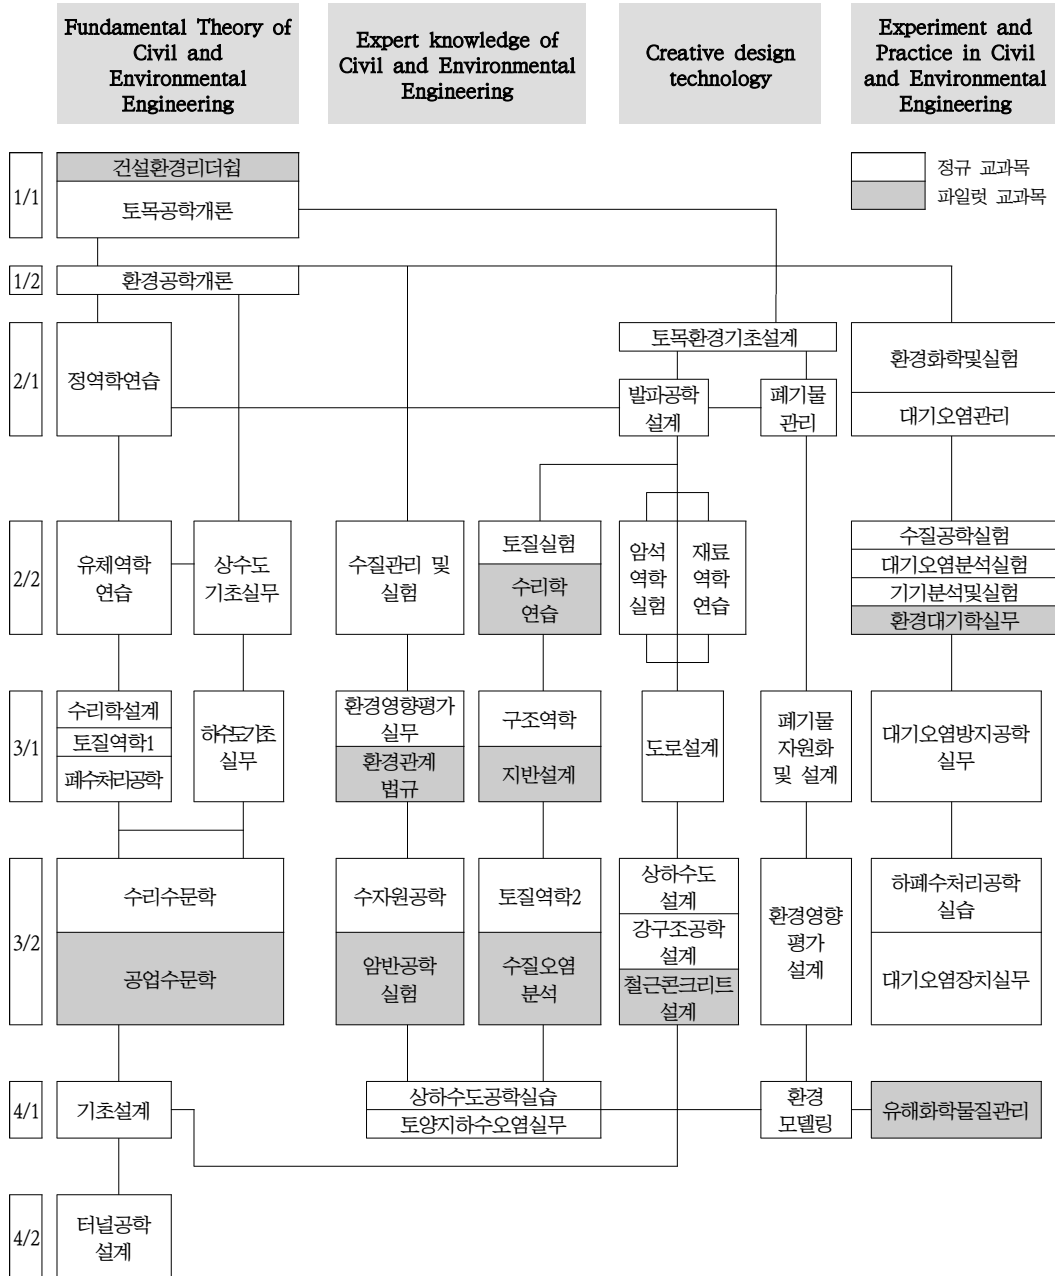 Fundamental Theory of
Civil and
Environmental
Engineering
Expert knowledge of
Civil and Environmental
Engineering
Creative design
technology
Experiment and
Practice in Civil
and Environmental
Engineering
정규 교과목
파일럿 교과목
1/1
건설환경리더쉽
토목공학개론
1/2
환경공학개론
2/1
정역학연습
토목환경기초설계
발파공학
설계
폐기물
관리
환경화학및실험
대기오염관리
2/2
유체역학
연습
상수도
기초실무
수질관리 및
실험
토질실험
수리학
연습
암석
역학
실험
재료
역학
연습
수질공학실험
대기오염분석실험
기기분석및실험
환경대기학실무
3/1
수리학설계
토질역학1
폐수처리공학
하수도기초
실무
환경영향평가
실무
환경관계
법규
구조역학
지반설계
도로설계
폐기물
자원화
및 설계
대기오염방지공학
실무
3/2
수리수문학
공업수문학
수자원공학
암반공학
실험
토질역학2
수질오염
분석
상하수도
설계
강구조공학
설계
철근콘크리트
설계
환경영향
평가
설계
하폐수처리공학
실습
대기오염장치실무
4/1
기초설계
상하수도공학실습
토양지하수오염실무
환경
모델링
유해화학물질관리
4/2
터널공학
설계